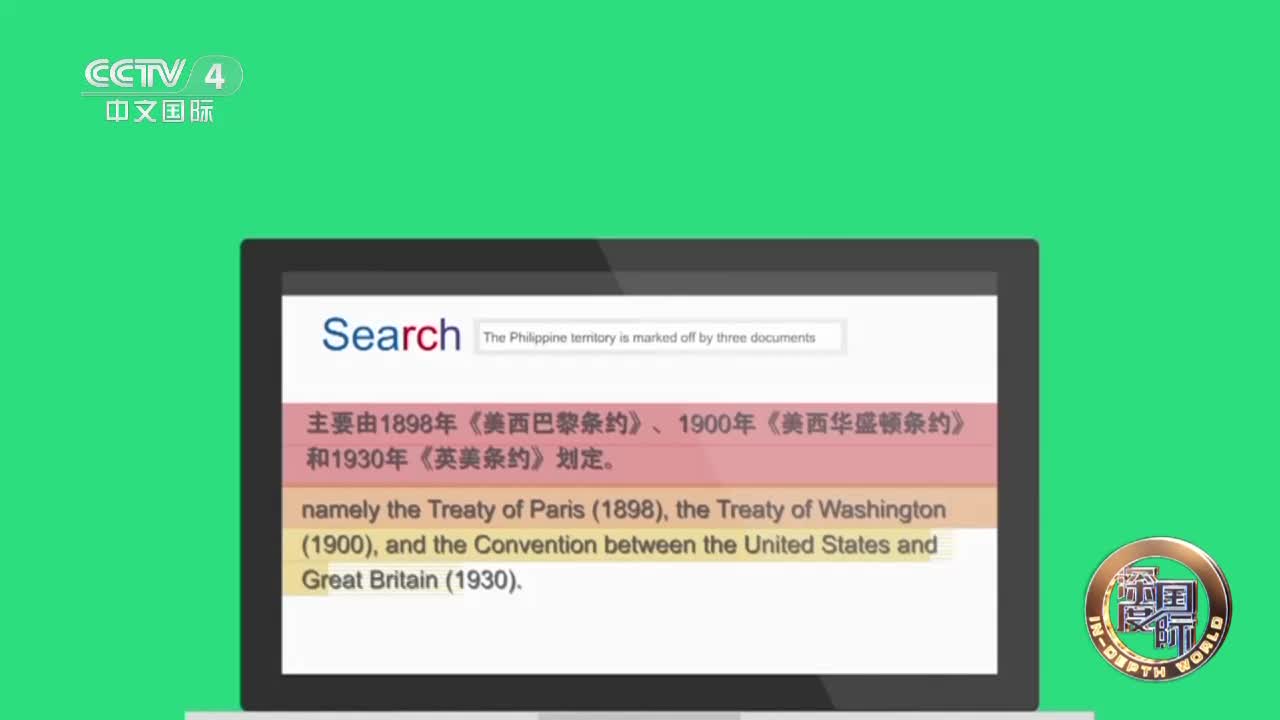 CCTV 4
中文国际
Search
The Philippine territory is marked off by three documents
主要由1898年《美西巴黎条约》、1900年《美西华盛顿条约》
和1930年《英美条约》划定。
namely the Treaty of Paris (1898), the Treaty of Washington
(1900), and the Convention between the United States and
Great Britain (1930).
深度国际
IN-DEPTH WORLD